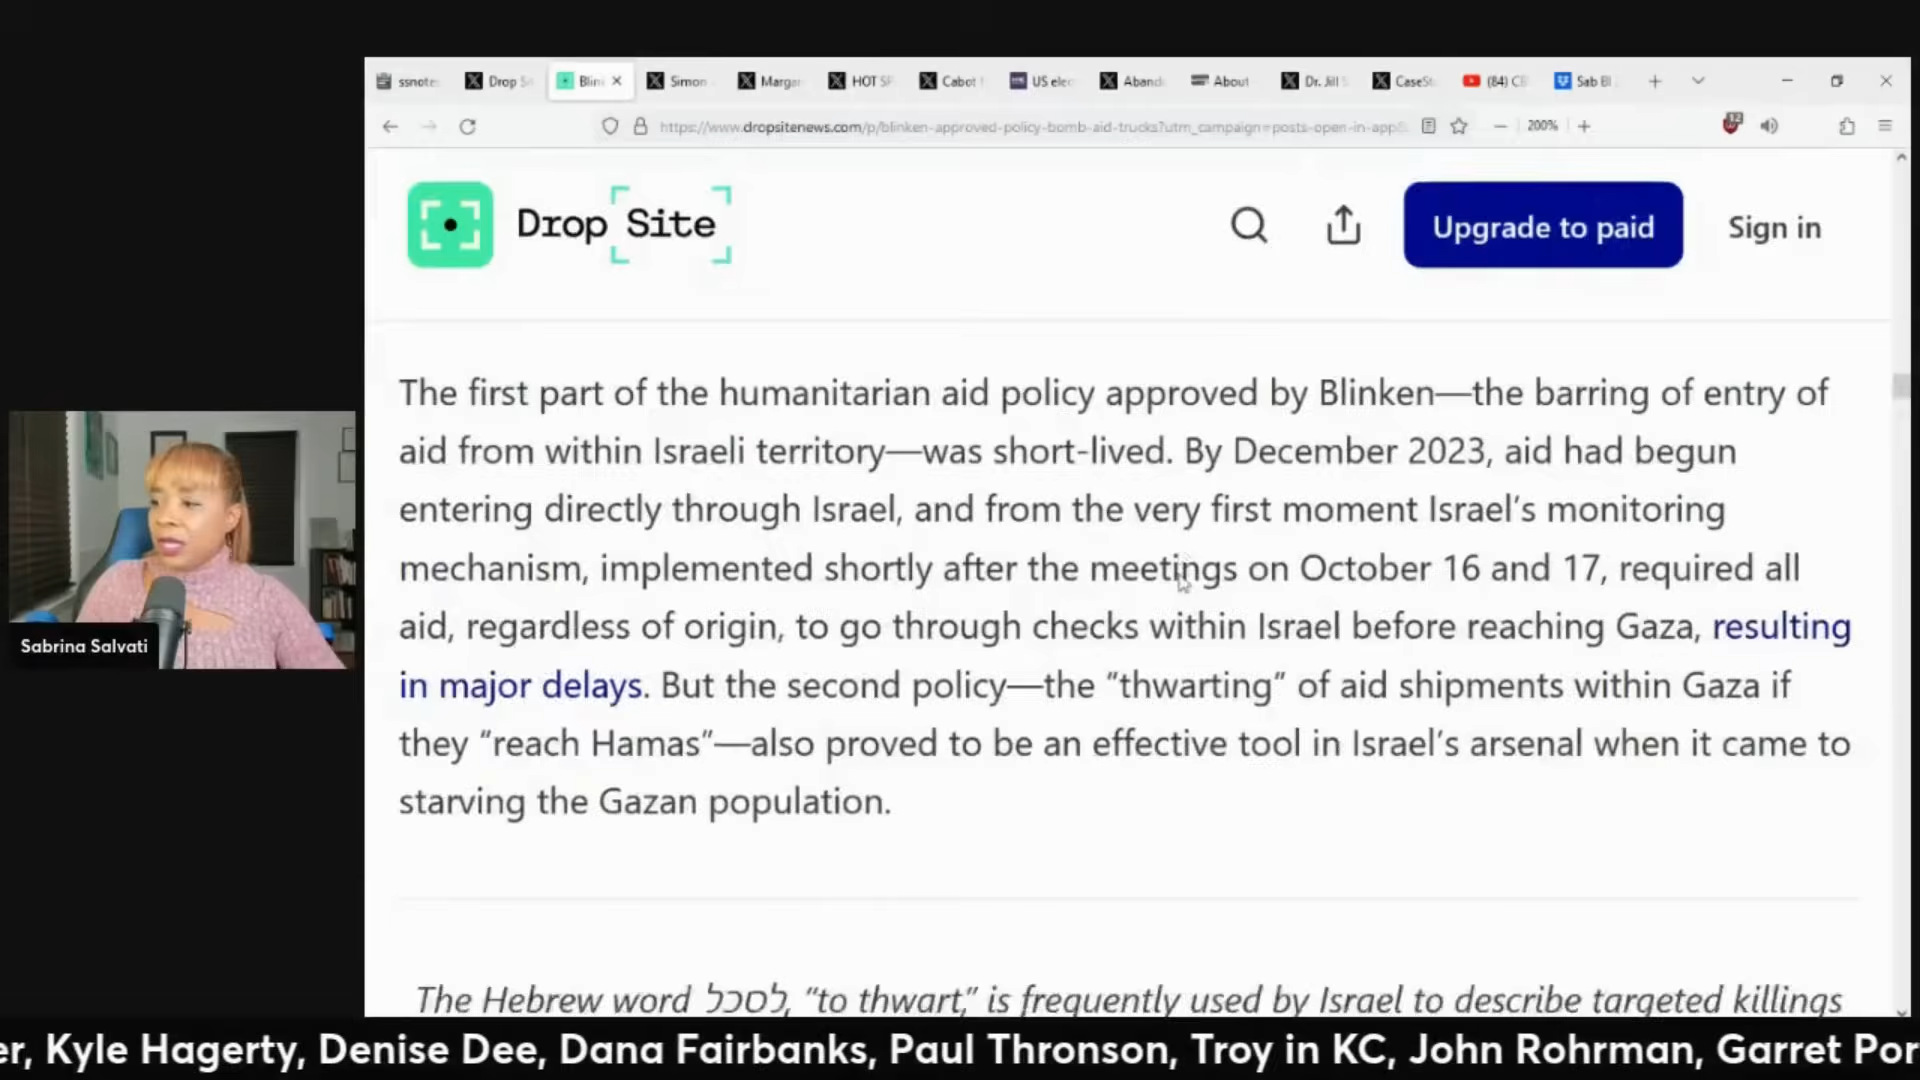 ssnote
Drop Si
Blin
Simon
Marga
HOT SP
Cabot
US elec
Aband
About
Dr. Jill S
CaseSt
(84) CE
Sab Bl
https://www.dropsitenews.com/p/blinken-approved-policy-bomb-aid-trucks?utm_campaign=posts-open-in-app&
200%
12
Drop Site
Upgrade to paid
Sign in
The first part of the humanitarian aid policy approved by Blinken—the barring of entry of
aid from within Israeli territory—was short-lived. By December 2023, aid had begun
entering directly through Israel, and from the very first moment Israel’s monitoring
mechanism, implemented shortly after the meetings on October 16 and 17, required all
aid, regardless of origin, to go through checks within Israel before reaching Gaza, resulting
in major delays. But the second policy—the “thwarting” of aid shipments within Gaza if
they “reach Hamas”—also proved to be an effective tool in Israel’s arsenal when it came to
starving the Gazan population.
The Hebrew word לסכל, “to thwart,” is frequently used by Israel to describe targeted killings
Sabrina Salvati
er, Kyle Hagerty, Denise Dee, Dana Fairbanks, Paul Thronson, Troy in KC, John Rohrman, Garret Por